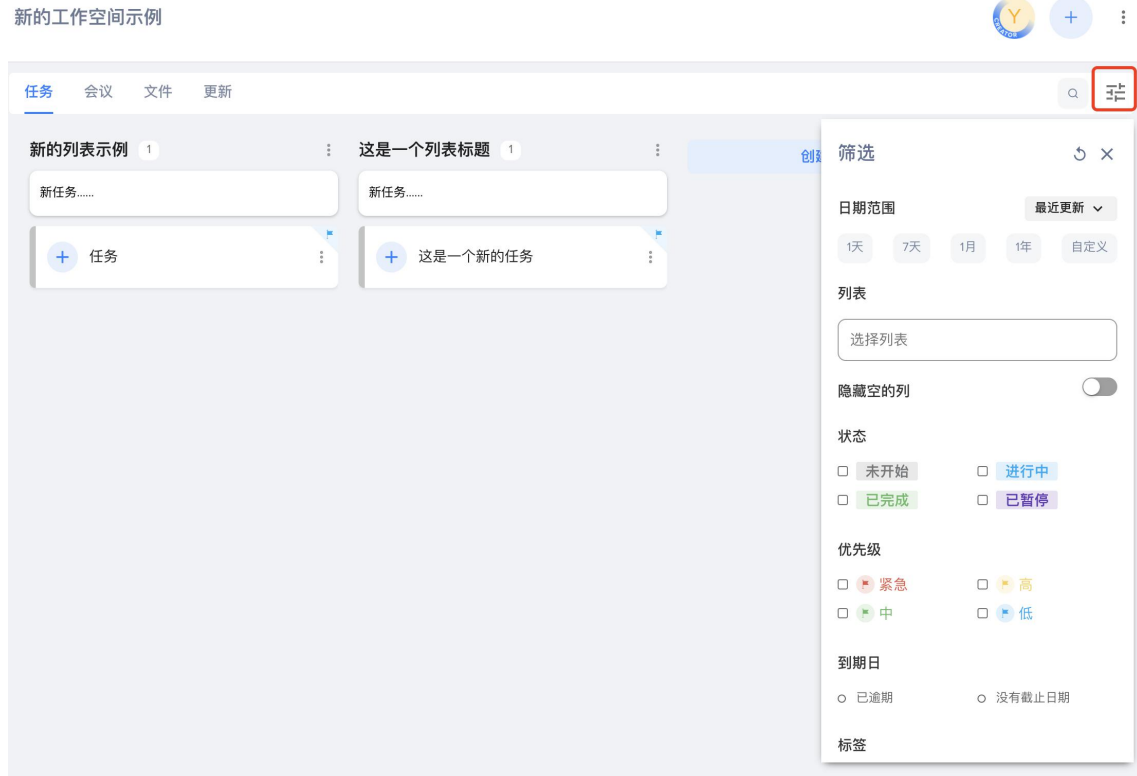 新的工作空间示例
Y
CREATOR
任务 会议 文件 更新
新的列表示例 1
新任务......
任务
这是一个列表标题 1
新任务......
这是一个新的任务
创建
筛选
日期范围 最近更新
1天 7天 1月 1年 自定义
列表
选择列表
隐藏空的列
状态
未开始 进行中
已完成 已暂停
优先级
紧急 高
中 低
到期日
已逾期 没有截止日期
标签